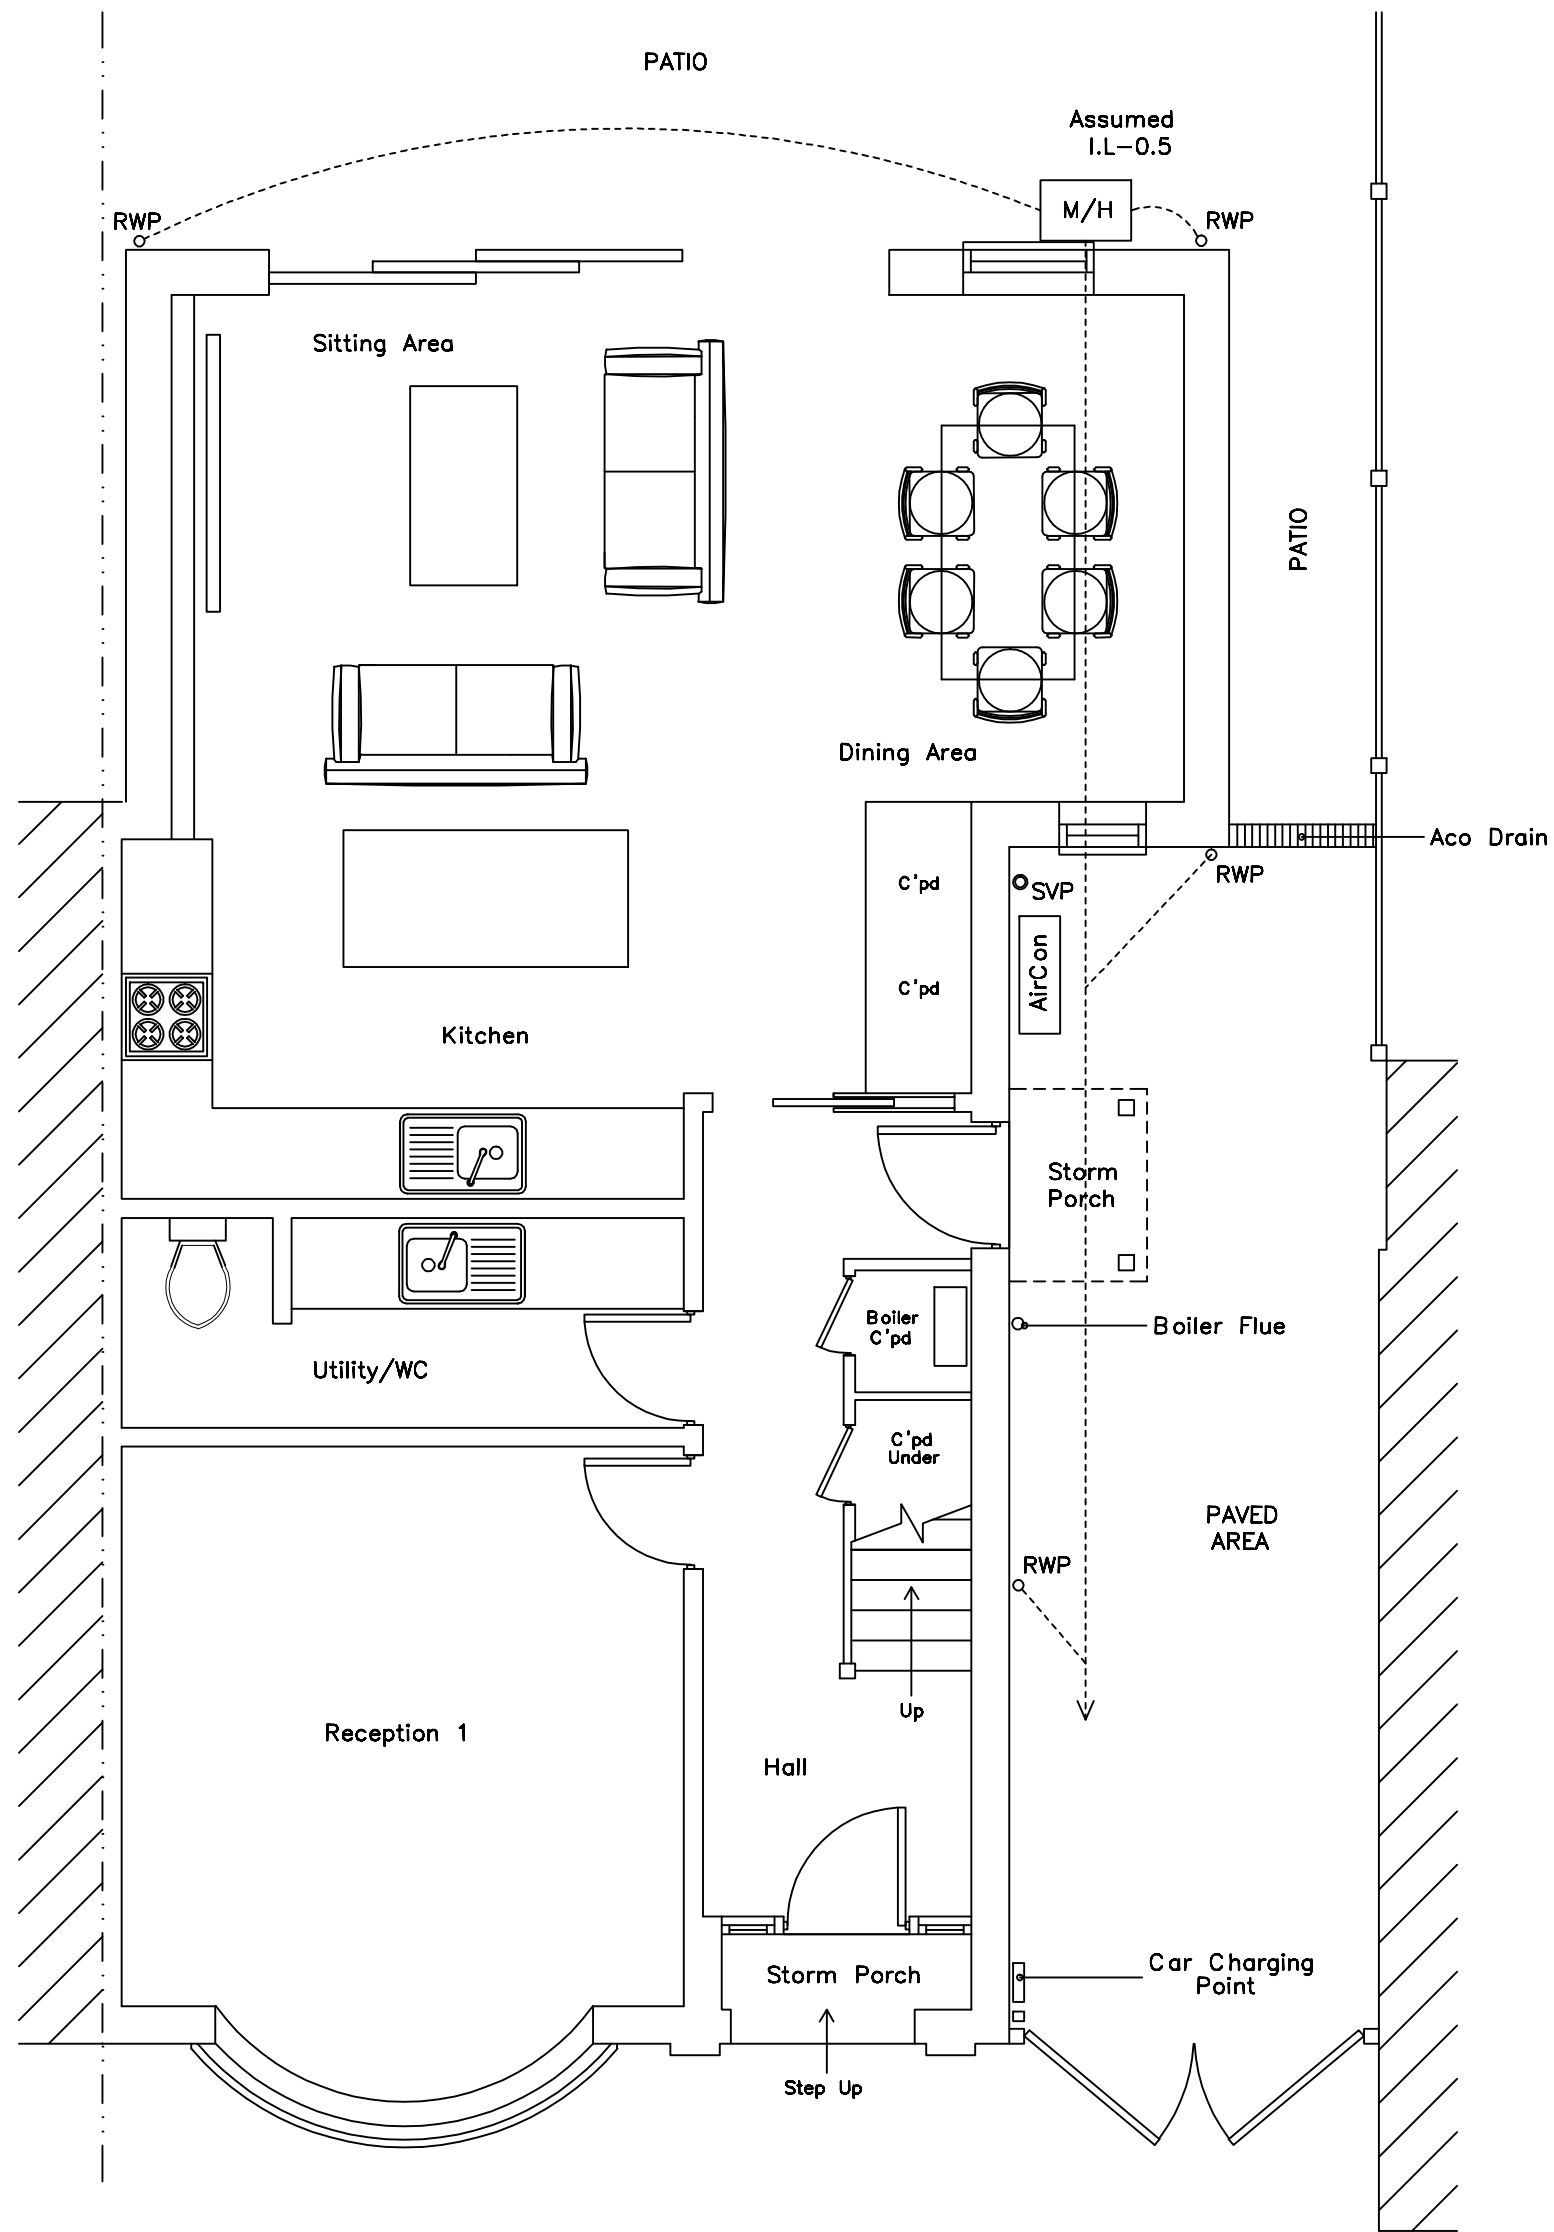 PATIO
Assumed
I.L-0.5
M/H
RWP
RWP
Sitting Area
PATIO
Dining Area
Aco Drain
RWP
C'pd
SVP
AirCon
C'pd
Kitchen
Storm
Porch
Boiler
C'pd
Boiler Flue
Utility/WC
C'pd
Under
PAVED
AREA
RWP
Up
Reception 1
Hall
Car Charging
Point
Storm Porch
Step Up